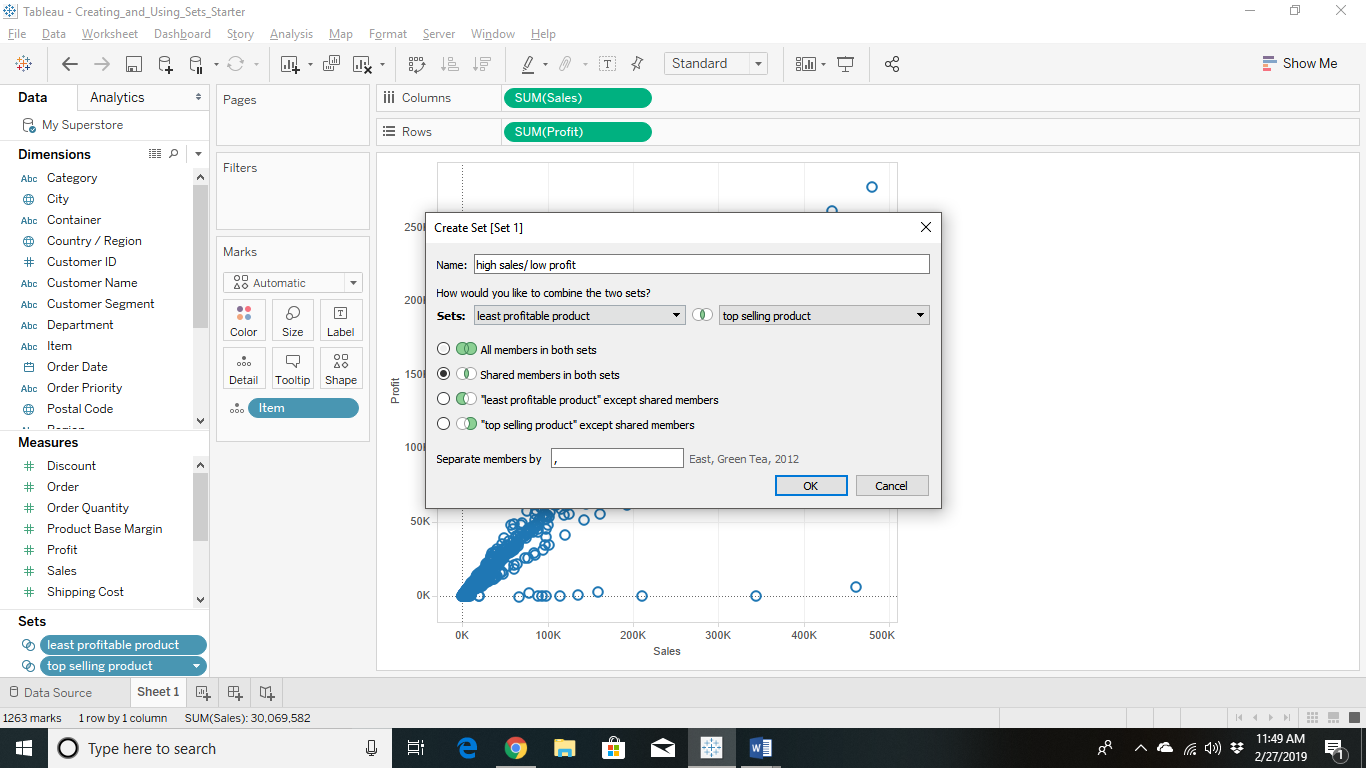 Tableau - Creating_and_Using_Sets_Starter
File Data Worksheet Dashboard Story Analysis Map Format Server Window Help
Standard
Show Me
Data Analytics
My Superstore
Dimensions
Abc Category
City
Abc Container
Country / Region
Customer ID
Abc Customer Name
Abc Customer Segment
Abc Department
Abc Item
Order Date
Abc Order Priority
Postal Code
Measures
Discount
Order
Order Quantity
Product Base Margin
Profit
Sales
Shipping Cost
Sets
least profitable product
top selling product
Pages
Filters
Marks
Automatic
Color Size Label
Detail Tooltip Shape
Item
Columns SUM(Sales)
Rows SUM(Profit)
Create Set [Set 1]
Name: high sales/ low profit
How would you like to combine the two sets?
Sets: least profitable product top selling product
All members in both sets
Shared members in both sets
"least profitable product" except shared members
"top selling product" except shared members
Separate members by , East, Green Tea, 2012
OK Cancel
Profit
50K
0K
0K 100K 200K 300K 400K 500K
Sales
Data Source Sheet 1
1263 marks 1 row by 1 column SUM(Sales): 30,069,582
Type here to search
11:49 AM
2/27/2019
1